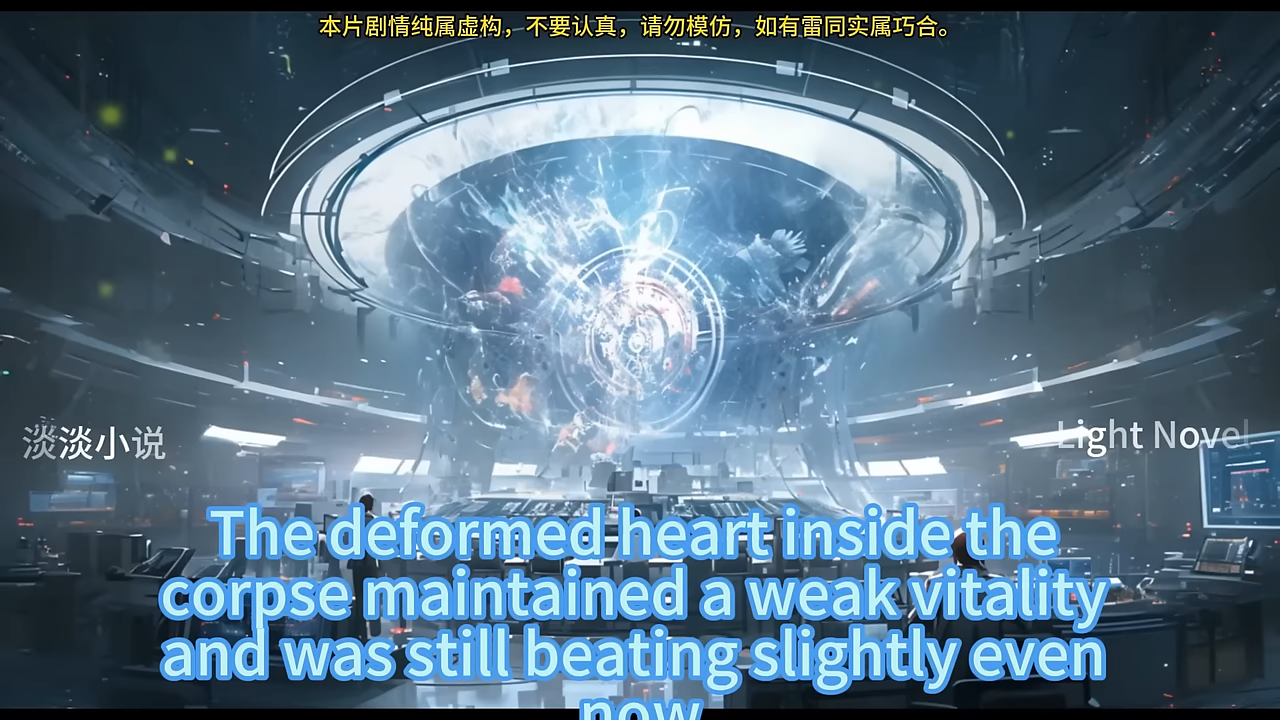 本片剧情纯属虚构，不要认真，请勿模仿，如有雷同实属巧合。
淡淡小说
Light Novel
The deformed heart inside the
corpse maintained a weak vitality
and was still beating slightly even
now